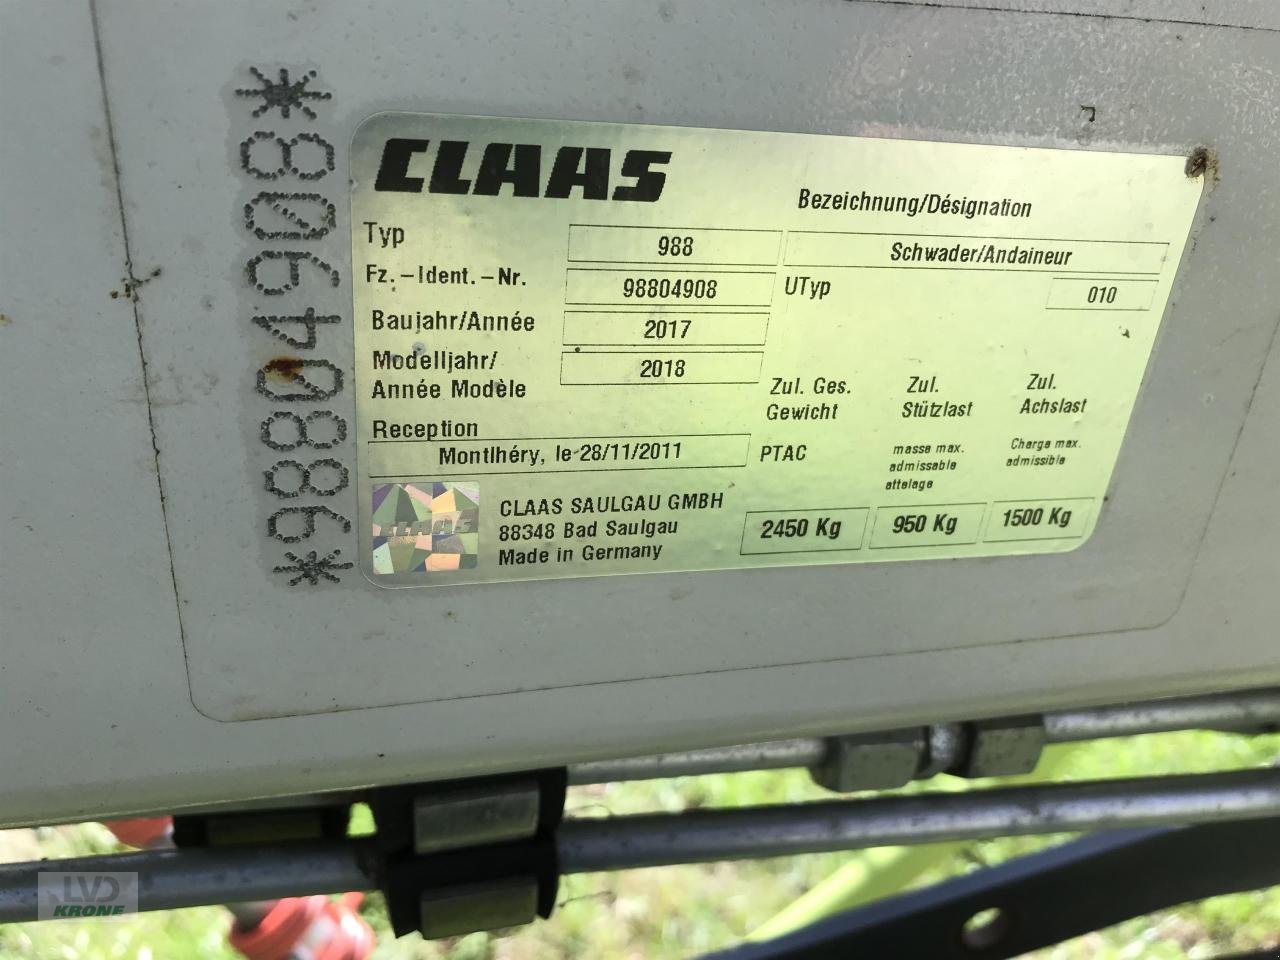 *98804908*
CLAAS
Bezeichnung/Désignation
Typ 988 Schwader/Andaineur
Fz.-Ident.-Nr. 98804908 UTyp 010
Baujahr/Année 2017
Modelljahr/
Année Modèle 2018
Zul. Ges.
Gewicht
Zul.
Stützlast
Zul.
Achslast
Reception
Montlhéry, le 28/11/2011
PTAC
masse max.
admissable
attelage
Charge max.
admissible
CLAAS
CLAAS SAULGAU GMBH
88348 Bad Saulgau
Made in Germany
2450 Kg 950 Kg 1500 Kg
LVD
KRONE